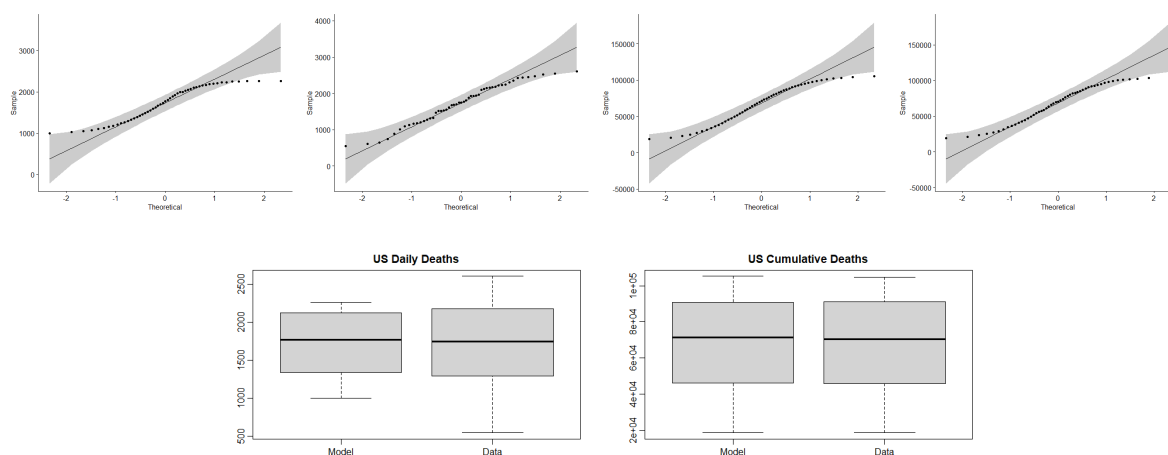 3000
2000
1000
0
Sample
-2 -1 0 1 2
Theoretical
4000
3000
2000
1000
0
Sample
-2 -1 0 1 2
Theoretical
150000
100000
50000
0
-50000
Sample
-2 -1 0 1 2
Theoretical
150000
100000
50000
0
-50000
Sample
-2 -1 0 1 2
Theoretical
US Daily Deaths
2500
2000
1500
1000
500
Model Data
US Cumulative Deaths
1e+05
8e+04
6e+04
4e+04
2e+04
Model Data